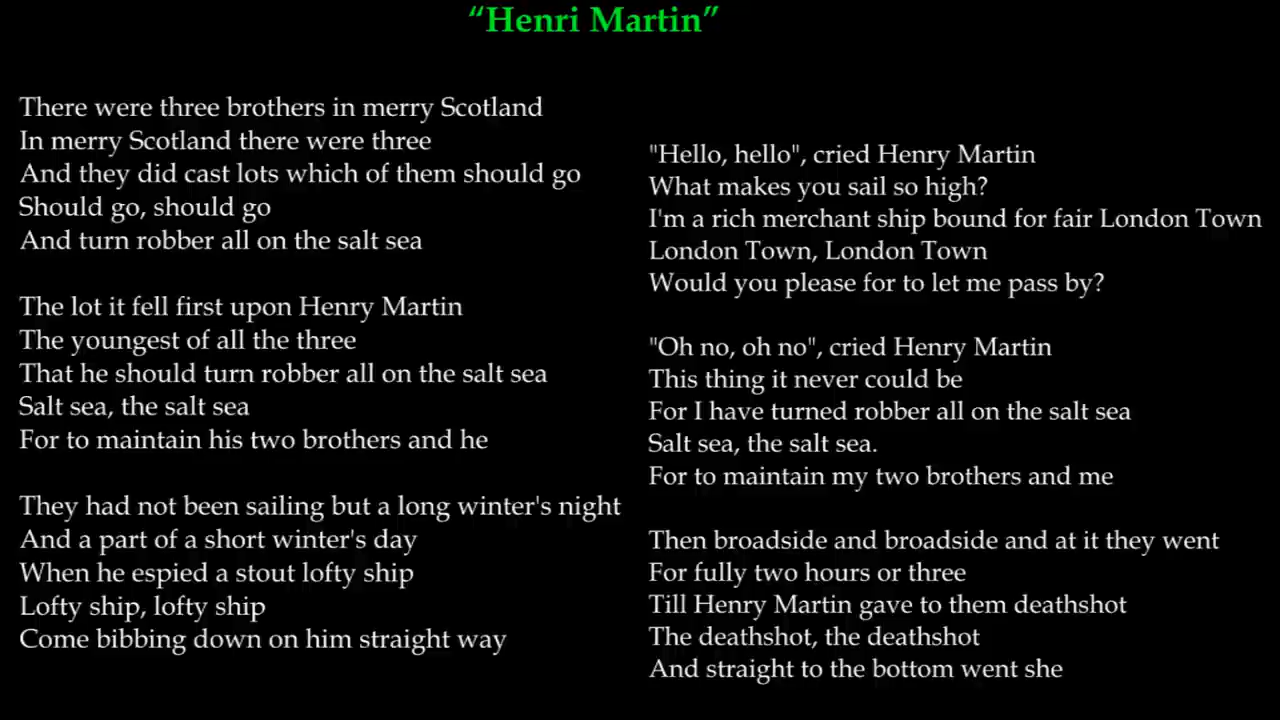 “Henri Martin”
There were three brothers in merry Scotland
In merry Scotland there were three
And they did cast lots which of them should go
Should go, should go
And turn robber all on the salt sea
The lot it fell first upon Henry Martin
The youngest of all the three
That he should turn robber all on the salt sea
Salt sea, the salt sea
For to maintain his two brothers and he
They had not been sailing but a long winter's night
And a part of a short winter's day
When he espied a stout lofty ship
Lofty ship, lofty ship
Come bibbing down on him straight way
"Hello, hello", cried Henry Martin
What makes you sail so high?
I'm a rich merchant ship bound for fair London Town
London Town, London Town
Would you please for to let me pass by?
"Oh no, oh no", cried Henry Martin
This thing it never could be
For I have turned robber all on the salt sea
Salt sea, the salt sea.
For to maintain my two brothers and me
Then broadside and broadside and at it they went
For fully two hours or three
Till Henry Martin gave to them deathshot
The deathshot, the deathshot
And straight to the bottom went she